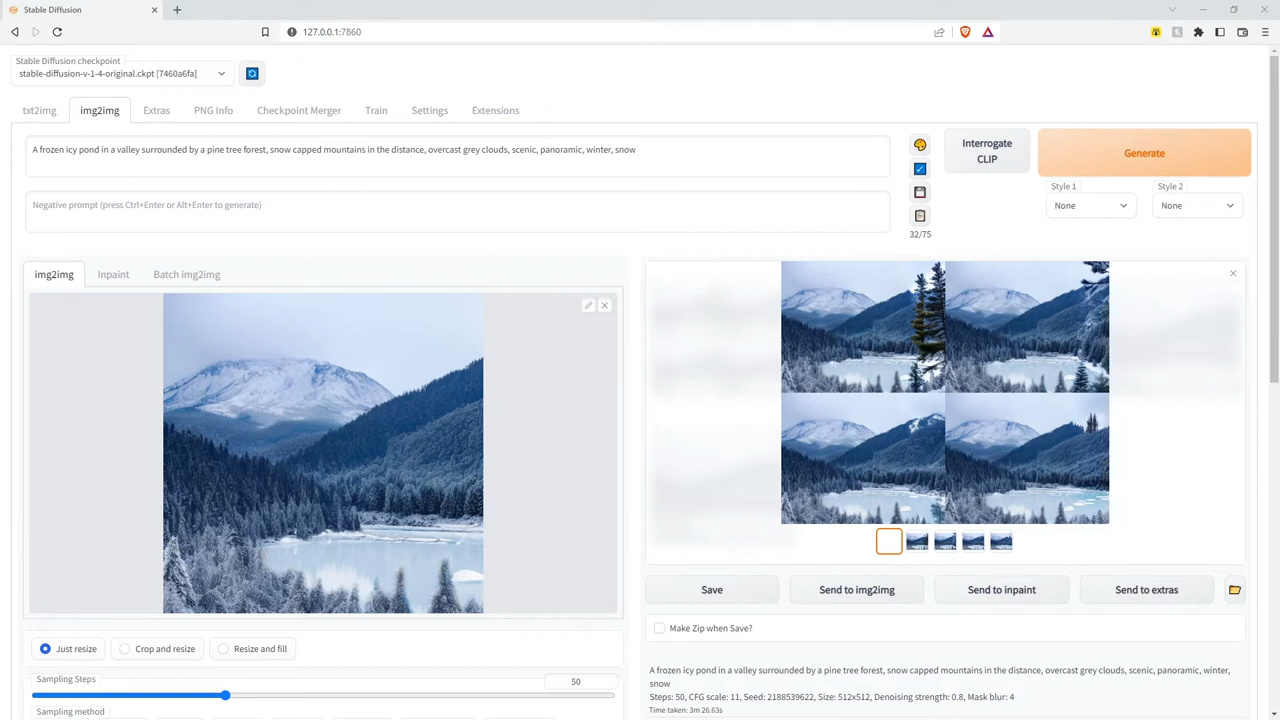 Stable Diffusion
127.0.0.1:7860
Stable Diffusion checkpoint
stable-diffusion-v-1-4-original.ckpt [7460a6fa]
txt2img
img2img
Extras
PNG Info
Checkpoint Merger
Train
Settings
Extensions
A frozen icy pond in a valley surrounded by a pine tree forest, snow capped mountains in the distance, overcast grey clouds, scenic, panoramic, winter, snow
Negative prompt (press Ctrl+Enter or Alt+Enter to generate)
32/75
Interrogate
CLIP
Generate
Style 1
None
Style 2
None
img2img
Inpaint
Batch img2img
Just resize
Crop and resize
Resize and fill
Sampling Steps
50
Sampling method
Save
Send to img2img
Send to inpaint
Send to extras
Make Zip when Save?
A frozen icy pond in a valley surrounded by a pine tree forest, snow capped mountains in the distance, overcast grey clouds, scenic, panoramic, winter,
snow
Steps: 50, CFG scale: 11, Seed: 2188539622, Size: 512x512, Denoising strength: 0.8, Mask blur: 4
Time taken: 3m 26.63s